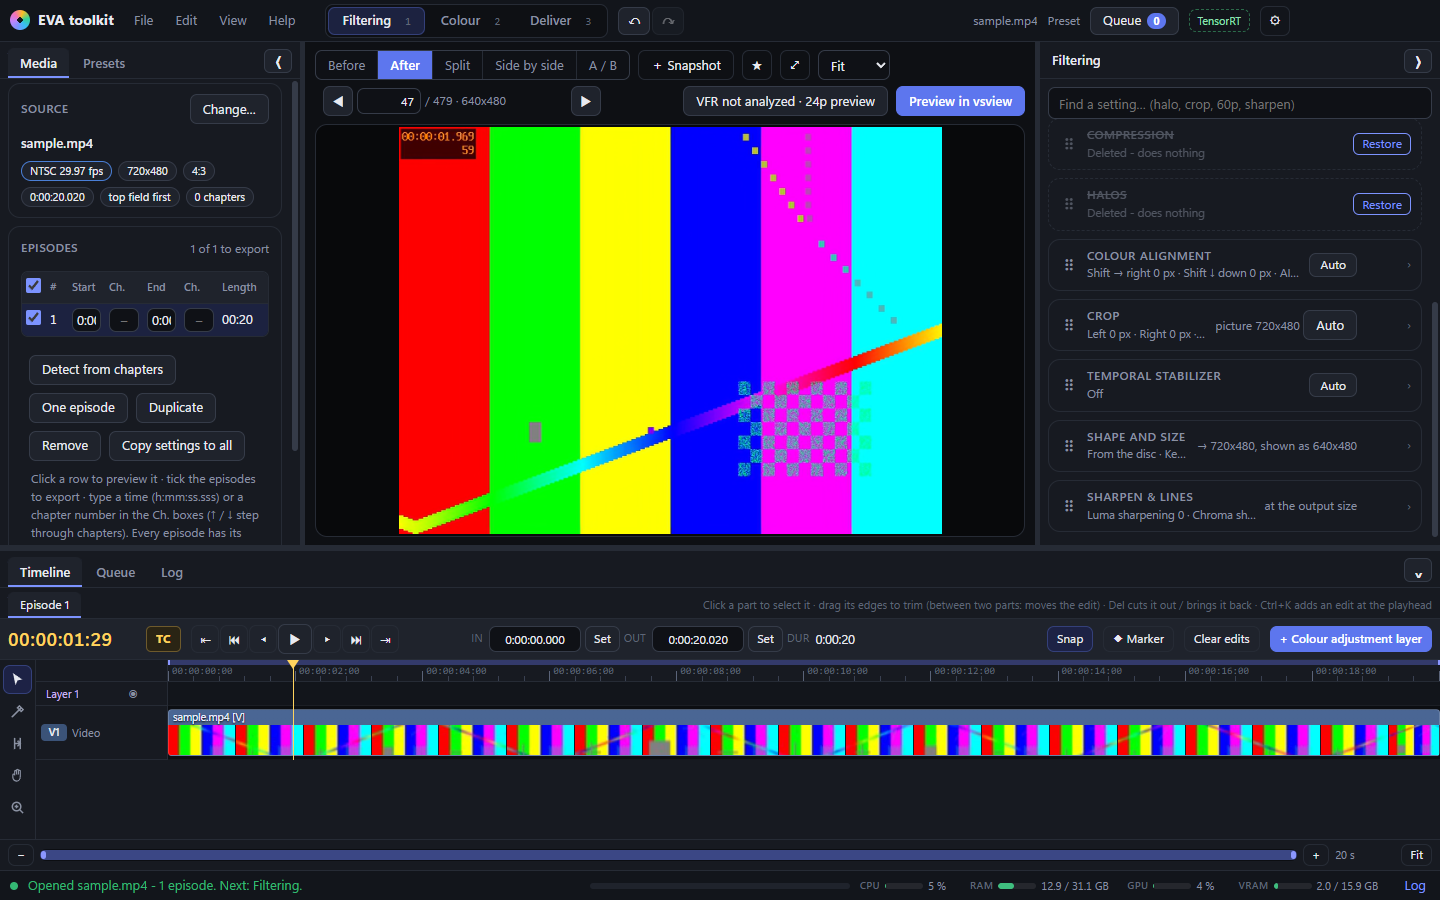 EVA toolkit File Edit View Help Filtering 1 Colour 2 Deliver 3 sample.mp4 Preset Queue 0 TensorRT
Media Presets
SOURCE Change...
sample.mp4
NTSC 29.97 fps 720x480 4:3
0:00:20.020 top field first 0 chapters
EPISODES 1 of 1 to export
# Start Ch. End Ch. Length
1 0:0 – 0:0 – 00:20
Detect from chapters
One episode Duplicate
Remove Copy settings to all
Click a row to preview it · tick the episodes
to export · type a time (h:mm:ss.sss) or a
chapter number in the Ch. boxes (↑ / ↓ step
through chapters). Every episode has its
Before After Split Side by side A / B + Snapshot ★ Fit
47 / 479 · 640x480 VFR not analyzed · 24p preview Preview in vsview
00:00:01.969
59
Filtering
Find a setting... (halo, crop, 60p, sharpen)
COMPRESSION
Deleted - does nothing Restore
HALOS
Deleted - does nothing Restore
COLOUR ALIGNMENT
Shift → right 0 px · Shift ↓ down 0 px · Al... Auto
CROP
Left 0 px · Right 0 px ·... picture 720x480 Auto
TEMPORAL STABILIZER
Off Auto
SHAPE AND SIZE
From the disc · Ke... → 720x480, shown as 640x480
SHARPEN & LINES
Luma sharpening 0 · Chroma sh... at the output size
Timeline Queue Log
Episode 1 Click a part to select it · drag its edges to trim (between two parts: moves the edit) · Del cuts it out / brings it back · Ctrl+K adds an edit at the playhead
00:00:01:29 TC IN 0:00:00.000 Set OUT 0:00:20.020 Set DUR 0:00:20 Snap ◆ Marker Clear edits + Colour adjustment layer
00:00:00:00 00:00:02:00 00:00:04:00 00:00:06:00 00:00:08:00 00:00:10:00 00:00:12:00 00:00:14:00 00:00:16:00 00:00:18:00
Layer 1
sample.mp4 [V]
V1 Video
− + 20 s Fit
Opened sample.mp4 - 1 episode. Next: Filtering. CPU 5 % RAM 12.9 / 31.1 GB GPU 4 % VRAM 2.0 / 15.9 GB Log